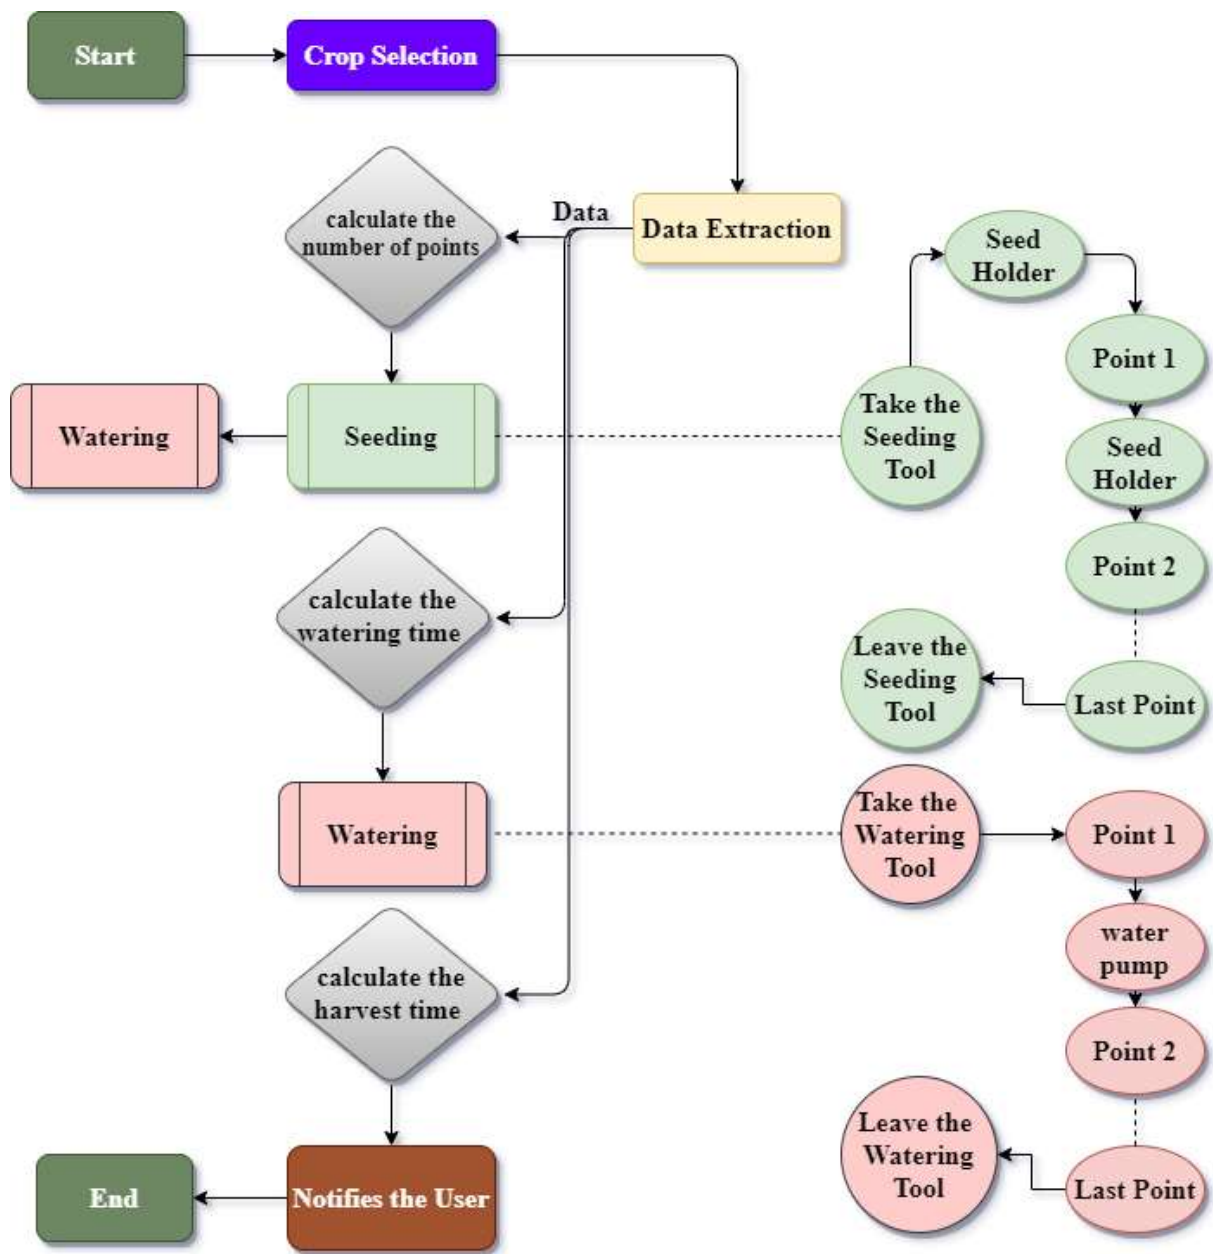 Start
Crop Selection
calculate the
number of points
Data
Data Extraction
Seed
Holder
Point 1
Watering
Seeding
Take the
Seeding
Tool
Seed
Holder
Point 2
calculate the
watering time
Leave the
Seeding
Tool
Last Point
Watering
Take the
Watering
Tool
Point 1
water
pump
calculate the
harvest time
Point 2
Leave the
Watering
Tool
Last Point
End
Notifies the User